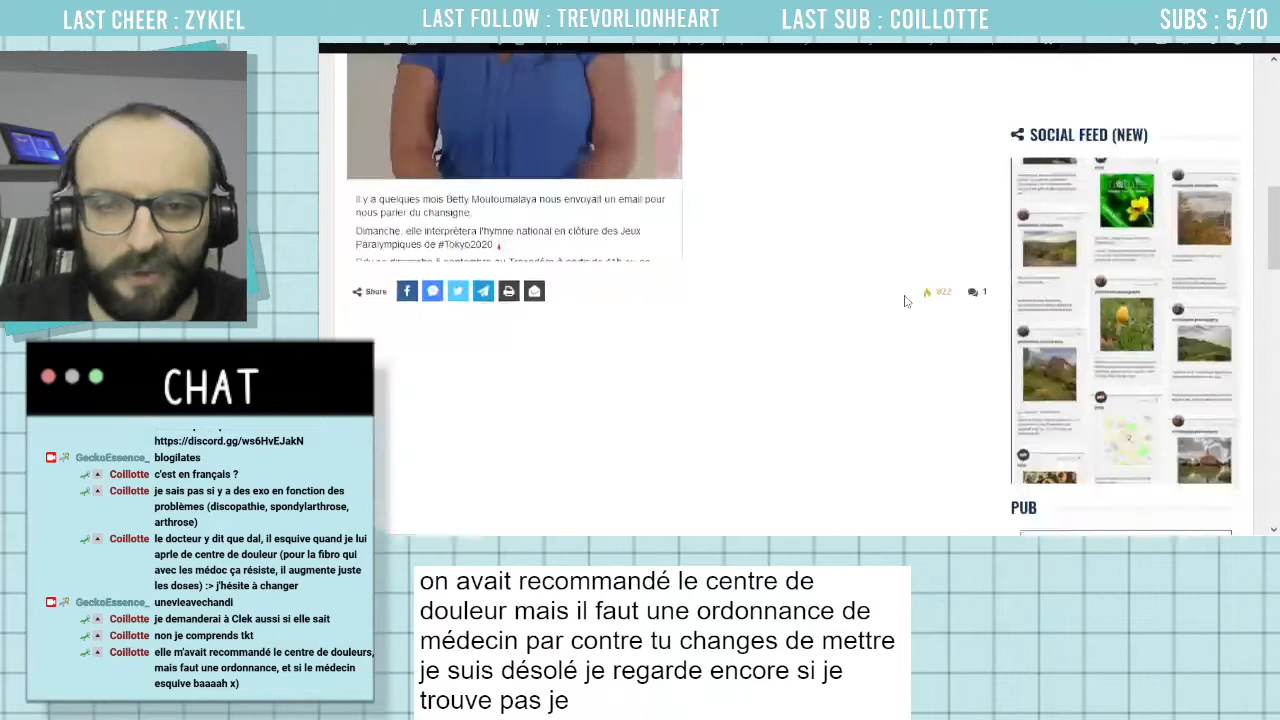 LAST CHEER : ZYKIEL
LAST FOLLOW : TREVORLIONHEART
LAST SUB : COILLOTTE
SUBS : 5/10
Il y a quelques Betty Moutoumalaya nous envoyait un email pour
nous parler du chansigne.
Dimanche, elle interprètera l'hymne national en clôture des Jeux
Paralympiques de #Tokyo2020
Share
822
1
SOCIAL FEED (NEW)
PUB
CHAT
https://discord.gg/ws6HvEJakN
GeckoEssence_ blogilates
Coillotte c'est en français ?
Coillotte je sais pas si y a des exo en fonction des
problèmes (discopathie, spondylarthrose,
arthrose)
Coillotte le docteur y dit que dal, il esquive quand je lui
aprle de centre de douleur (pour la fibro qui
avec les médoc ça résiste, il augmente juste
les doses) :> j'hésite à changer
GeckoEssence_ unevieavechandi
Coillotte je demanderai à Clek aussi si elle sait
Coillotte non je comprends tkt
Coillotte elle m'avait recommandé le centre de douleurs,
mais faut une ordonnance, et si le médecin
esquive baaaah x)
on avait recommandé le centre de
douleur mais il faut une ordonnance de
médecin par contre tu changes de mettre
je suis désolé je regarde encore si je
trouve pas je